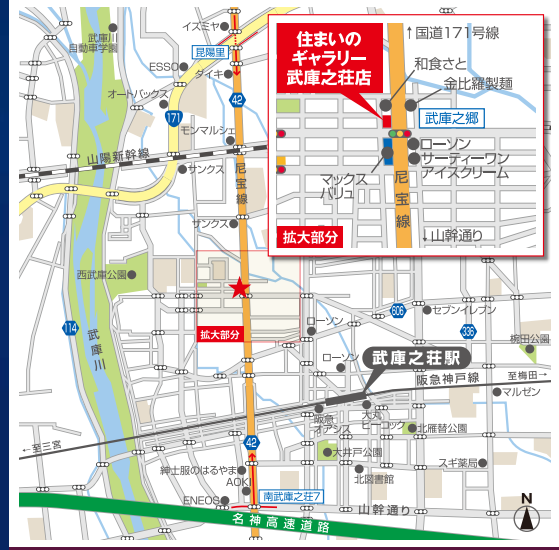 武庫川
自動車学園
イズミヤ
昆陽里
ESSO
ダイキ
オートバックス
42
171
モンマルシェ
山陽新幹線
サンクス
尼宝線
サンクス
西武庫公園
114
武庫川
拡大部分
ローソン
606
セブンイレブン
336
椀田公園
ローソン
武庫之荘駅
阪急神戸線
至梅田→
マルゼン
阪急
オアシス
大丸
ピーコック
北雁替公園
←至三宮
42
大井戸公園
スギ薬局
紳士服のはるやま
AOKI
北図書館
ENEOS
南武庫之荘7
山幹通り
名神高速道路
N
住まいの
ギャラリー
武庫之荘店
↑国道171号線
和食さと
金比羅製麺
武庫之郷
ローソン
サーティーワン
アイスクリーム
マックス
バリュ
尼宝線
↓山幹通り
拡大部分